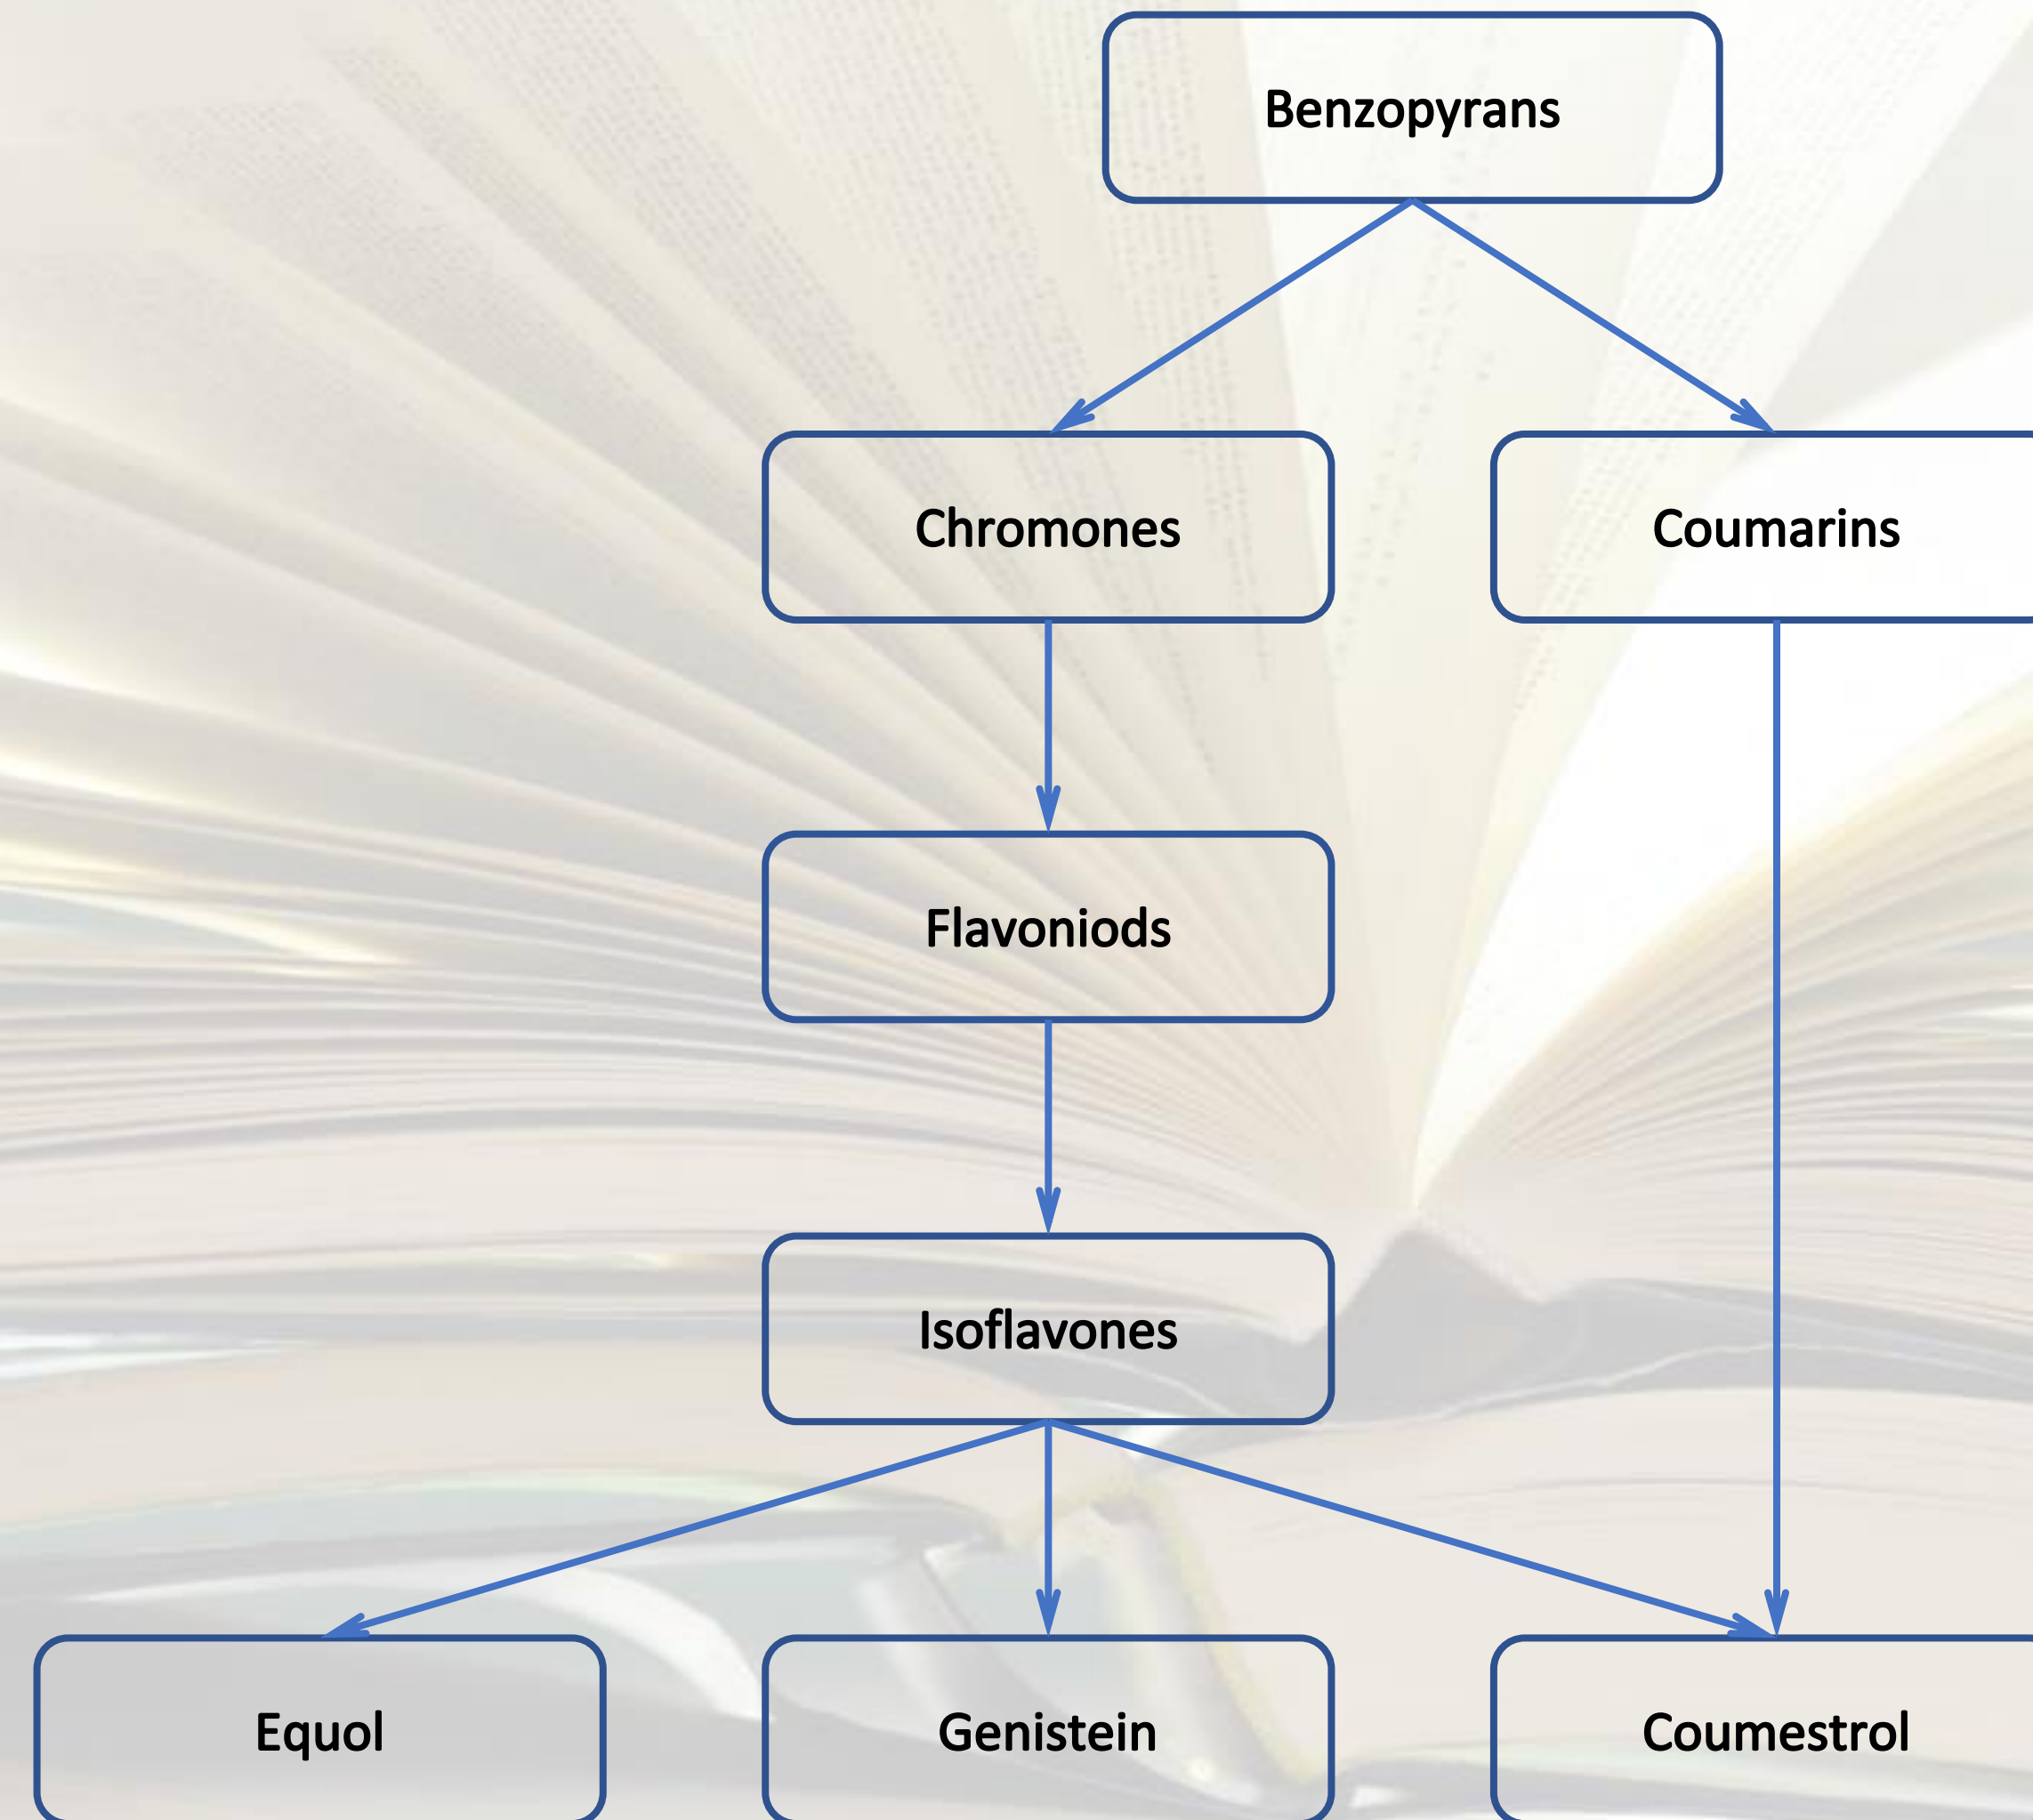 Benzopyrans
Chromones
Coumarins
Flavoniods
Isoflavones
Equol
Genistein
Coumestrol